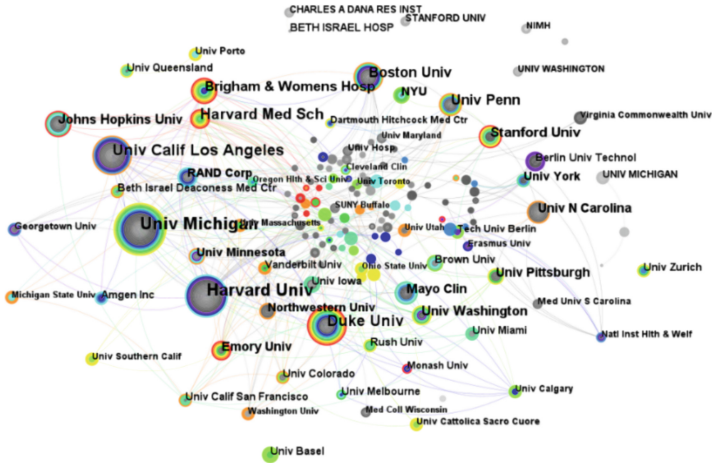 CHARLES A DANA RES INST
STANFORD UNIV
BETH ISRAEL HOSP
NIMH
Univ Porto
Univ Queensland
Boston Univ
UNIV WASHINGTON
Brigham & Womens Hosp
NYU
Univ Penn
Harvard Med Sch
Johns Hopkins Univ
Dartmouth Hitchcock Med Ctr
Virginia Commonwealth Univ
Univ Maryland
Stanford Univ
Univ Calif Los Angeles
Univ Hosp
Berlin Univ Technol
Cleveland Clin
RAND Corp
Oregon Hlth & Sci Univ
Univ Toronto
Univ York
UNIV MICHIGAN
Beth Israel Deaconess Med Ctr
SUNY Buffalo
Univ N Carolina
Univ Michigan
Massachusetts
Georgetown Univ
Univ Utah
Tech Univ Berlin
Erasmus Univ
Univ Minnesota
Vanderbilt Univ
Ohio State Univ
Brown Univ
Univ Zurich
Univ Pittsburgh
Univ Iowa
Harvard Univ
Mayo Clin
Michigan State Univ
Amgen Inc
Med Univ S Carolina
Northwestern Univ
Univ Washington
Duke Univ
Univ Miami
Natl Inst Hlth & Welf
Emory Univ
Rush Univ
Univ Southern Calif
Monash Univ
Univ Colorado
Univ Calif San Francisco
Univ Melbourne
Univ Calgary
Washington Univ
Med Coll Wisconsin
Univ Cattolica Sacro Cuore
Univ Basel